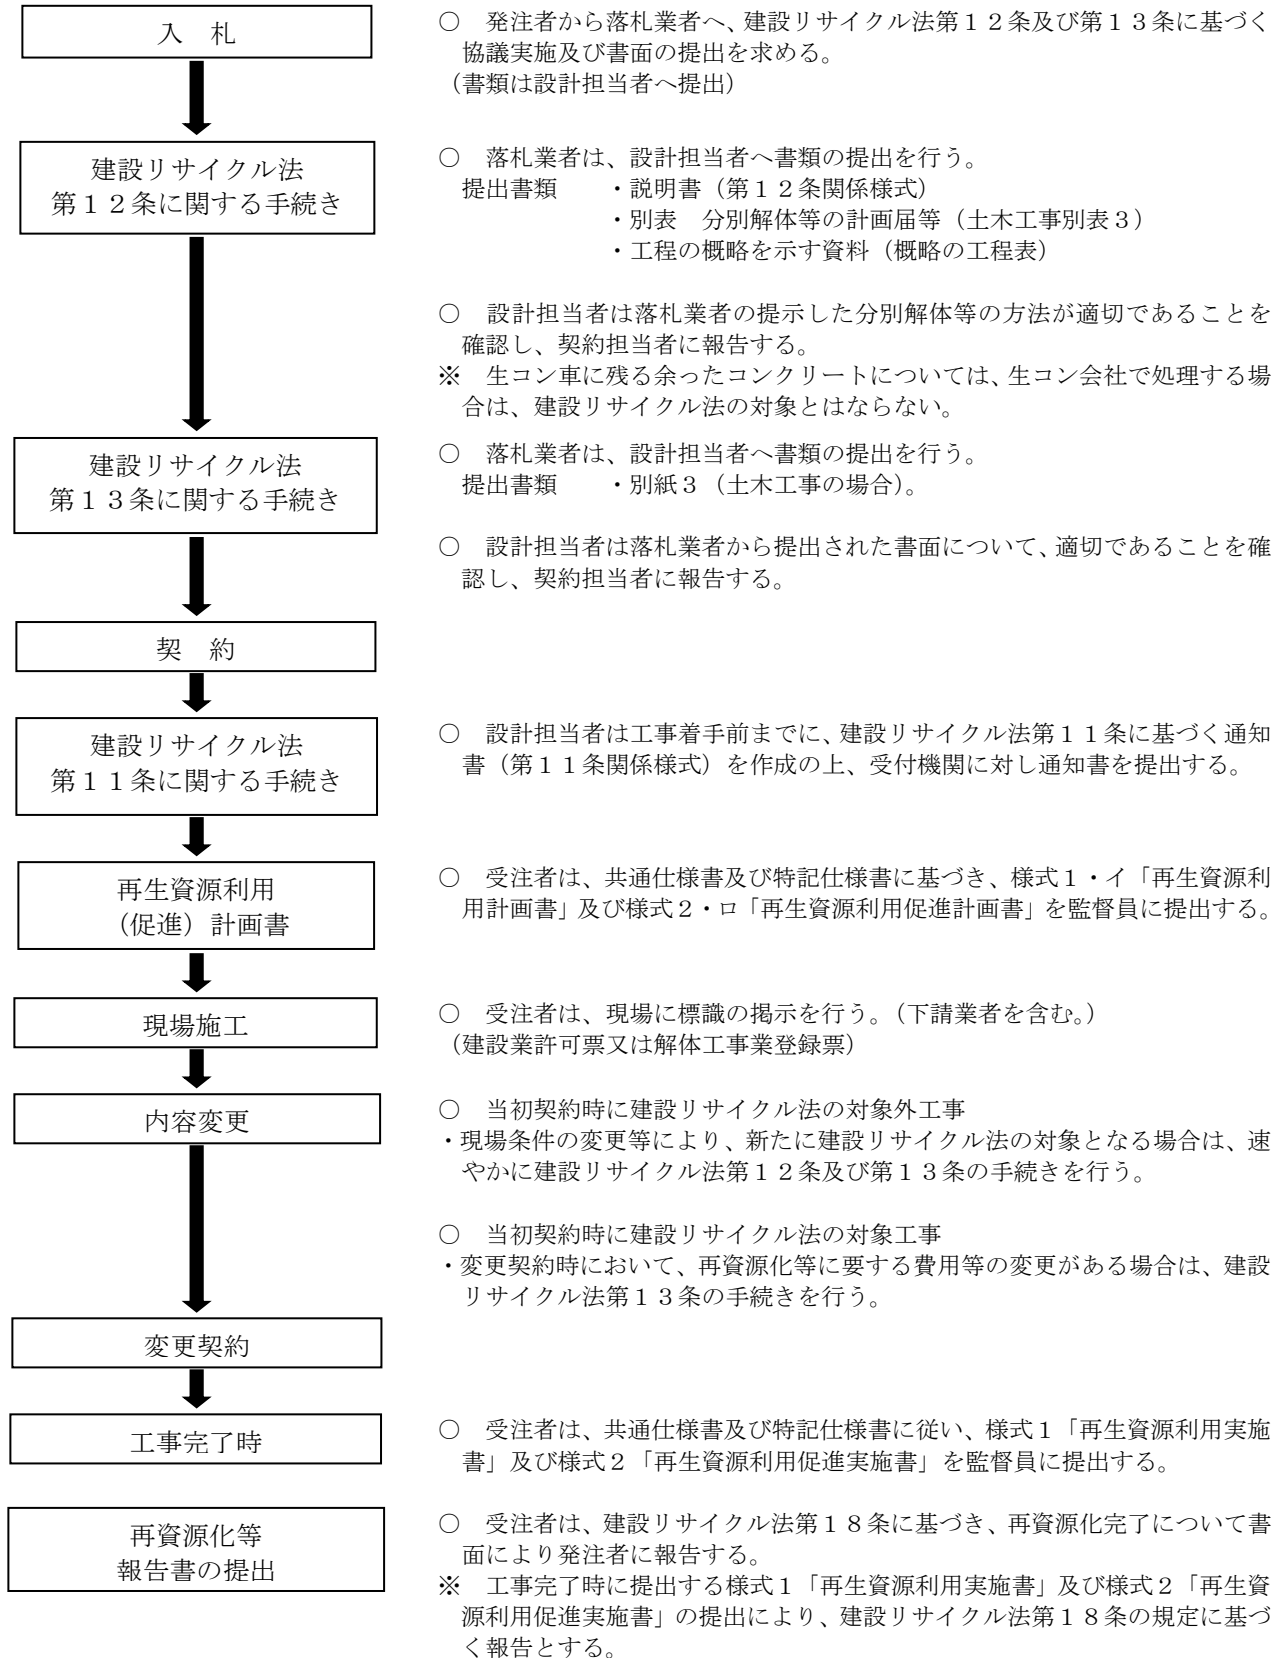 入　札
○　発注者から落札業者へ、建設リサイクル法第１２条及び第１３条に基づく
協議実施及び書面の提出を求める。
（書類は設計担当者へ提出）
建設リサイクル法
第１２条に関する手続き
○　落札業者は、設計担当者へ書類の提出を行う。
提出書類　　・説明書（第１２条関係様式）
・別表　分別解体等の計画届等（土木工事別表３）
・工程の概略を示す資料（概略の工程表）
○　設計担当者は落札業者の提示した分別解体等の方法が適切であることを
確認し、契約担当者に報告する。
※　生コン車に残る余ったコンクリートについては、生コン会社で処理する場
合は、建設リサイクル法の対象とはならない。
建設リサイクル法
第１３条に関する手続き
○　落札業者は、設計担当者へ書類の提出を行う。
提出書類　　・別紙３（土木工事の場合）。
○　設計担当者は落札業者から提出された書面について、適切であることを確
認し、契約担当者に報告する。
契　約
建設リサイクル法
第１１条に関する手続き
○　設計担当者は工事着手前までに、建設リサイクル法第１１条に基づく通知
書（第１１条関係様式）を作成の上、受付機関に対し通知書を提出する。
再生資源利用
（促進）計画書
○　受注者は、共通仕様書及び特記仕様書に基づき、様式１・イ「再生資源利
用計画書」及び様式２・ロ「再生資源利用促進計画書」を監督員に提出する。
現場施工
○　受注者は、現場に標識の掲示を行う。（下請業者を含む。）
（建設業許可票又は解体工事業登録票）
内容変更
○　当初契約時に建設リサイクル法の対象外工事
・現場条件の変更等により、新たに建設リサイクル法の対象となる場合は、速
やかに建設リサイクル法第１２条及び第１３条の手続きを行う。
○　当初契約時に建設リサイクル法の対象工事
・変更契約時において、再資源化等に要する費用等の変更がある場合は、建設
リサイクル法第１３条の手続きを行う。
変更契約
工事完了時
○　受注者は、共通仕様書及び特記仕様書に従い、様式１「再生資源利用実施
書」及び様式２「再生資源利用促進実施書」を監督員に提出する。
再資源化等
報告書の提出
○　受注者は、建設リサイクル法第１８条に基づき、再資源化完了について書
面により発注者に報告する。
※　工事完了時に提出する様式１「再生資源利用実施書」及び様式２「再生資
源利用促進実施書」の提出により、建設リサイクル法第１８条の規定に基づ
く報告とする。